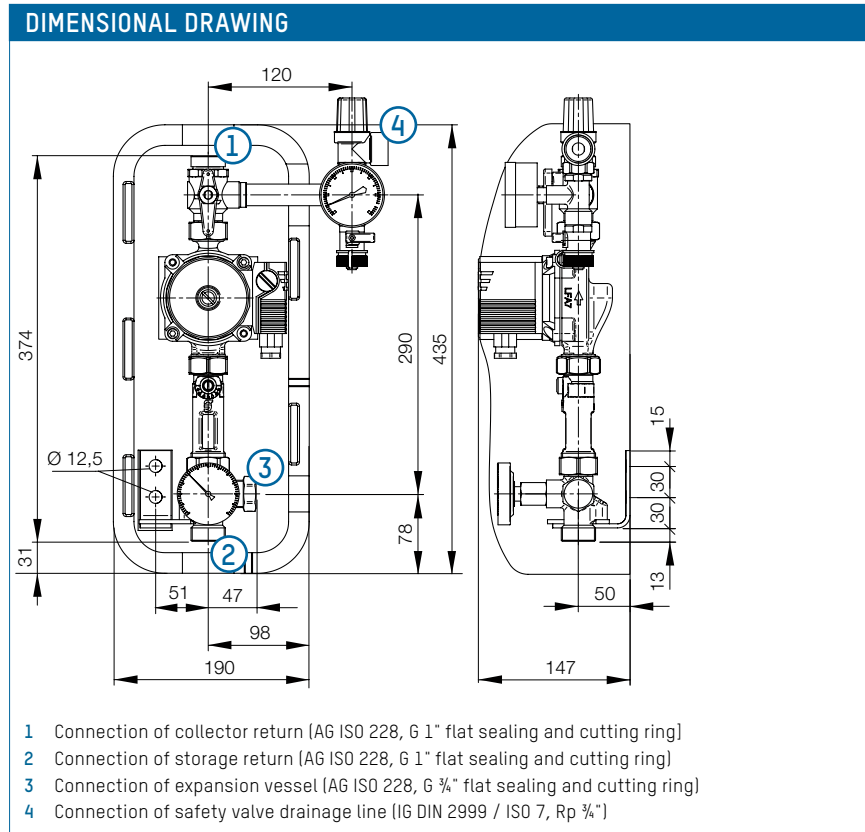 DIMENSIONAL DRAWING
120
4
1
374
290
435
LFA7
15
Ø 12,5
3
30
30
31
2
78
13
51
47
50
98
190
147
1 Connection of collector return (AG ISO 228, G 1" flat sealing and cutting ring)
2 Connection of storage return (AG ISO 228, G 1" flat sealing and cutting ring)
3 Connection of expansion vessel (AG ISO 228, G ¾" flat sealing and cutting ring)
4 Connection of safety valve drainage line (IG DIN 2999 / ISO 7, Rp ¾")